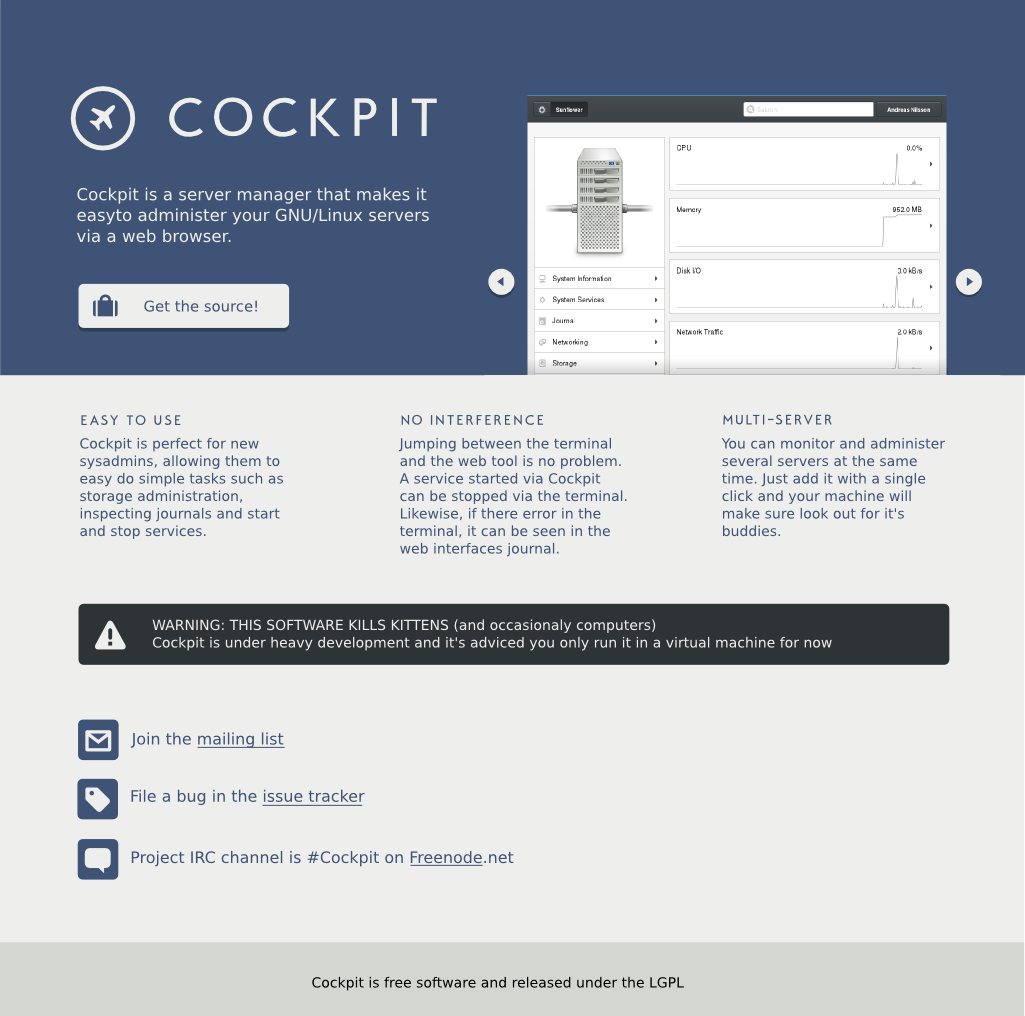 COCKPIT
Cockpit is a server manager that makes it
easyto administer your GNU/Linux servers
via a web browser.
Get the source!
Sunflower
Search
Andreas Nilsson
CPU
0.0%
Memory
952.0 MB
Disk I/O
0.0 kB/s
Network Traffic
2.0 kB/s
System Information
System Services
Journal
Networking
Storage
EASY TO USE
Cockpit is perfect for new
sysadmins, allowing them to
easy do simple tasks such as
storage administration,
inspecting journals and start
and stop services.
NO INTERFERENCE
Jumping between the terminal
and the web tool is no problem.
A service started via Cockpit
can be stopped via the terminal.
Likewise, if there error in the
terminal, it can be seen in the
web interfaces journal.
MULTI-SERVER
You can monitor and administer
several servers at the same
time. Just add it with a single
click and your machine will
make sure look out for it's
buddies.
WARNING: THIS SOFTWARE KILLS KITTENS (and occasionaly computers)
Cockpit is under heavy development and it's adviced you only run it in a virtual machine for now
Join the mailing list
File a bug in the issue tracker
Project IRC channel is #Cockpit on Freenode.net
Cockpit is free software and released under the LGPL